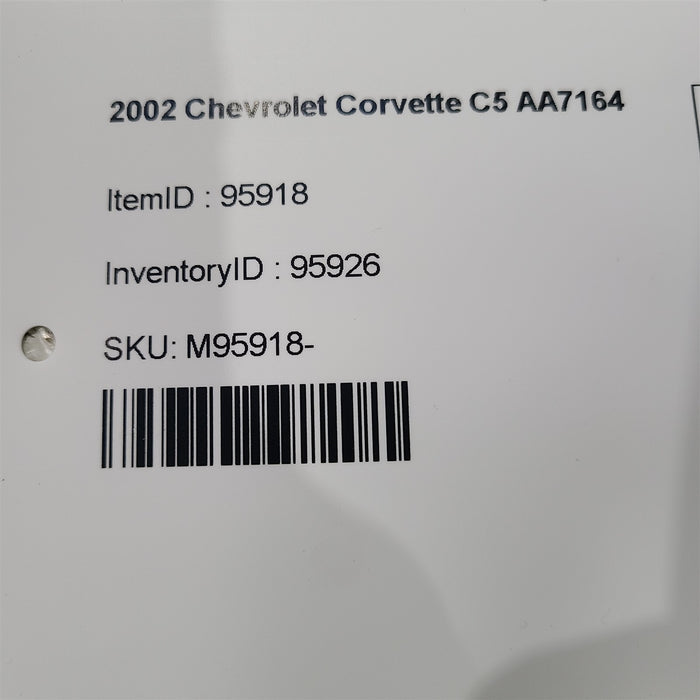 2002 Chevrolet Corvette C5 AA7164
ItemID : 95918
InventoryID : 95926
SKU: M95918-